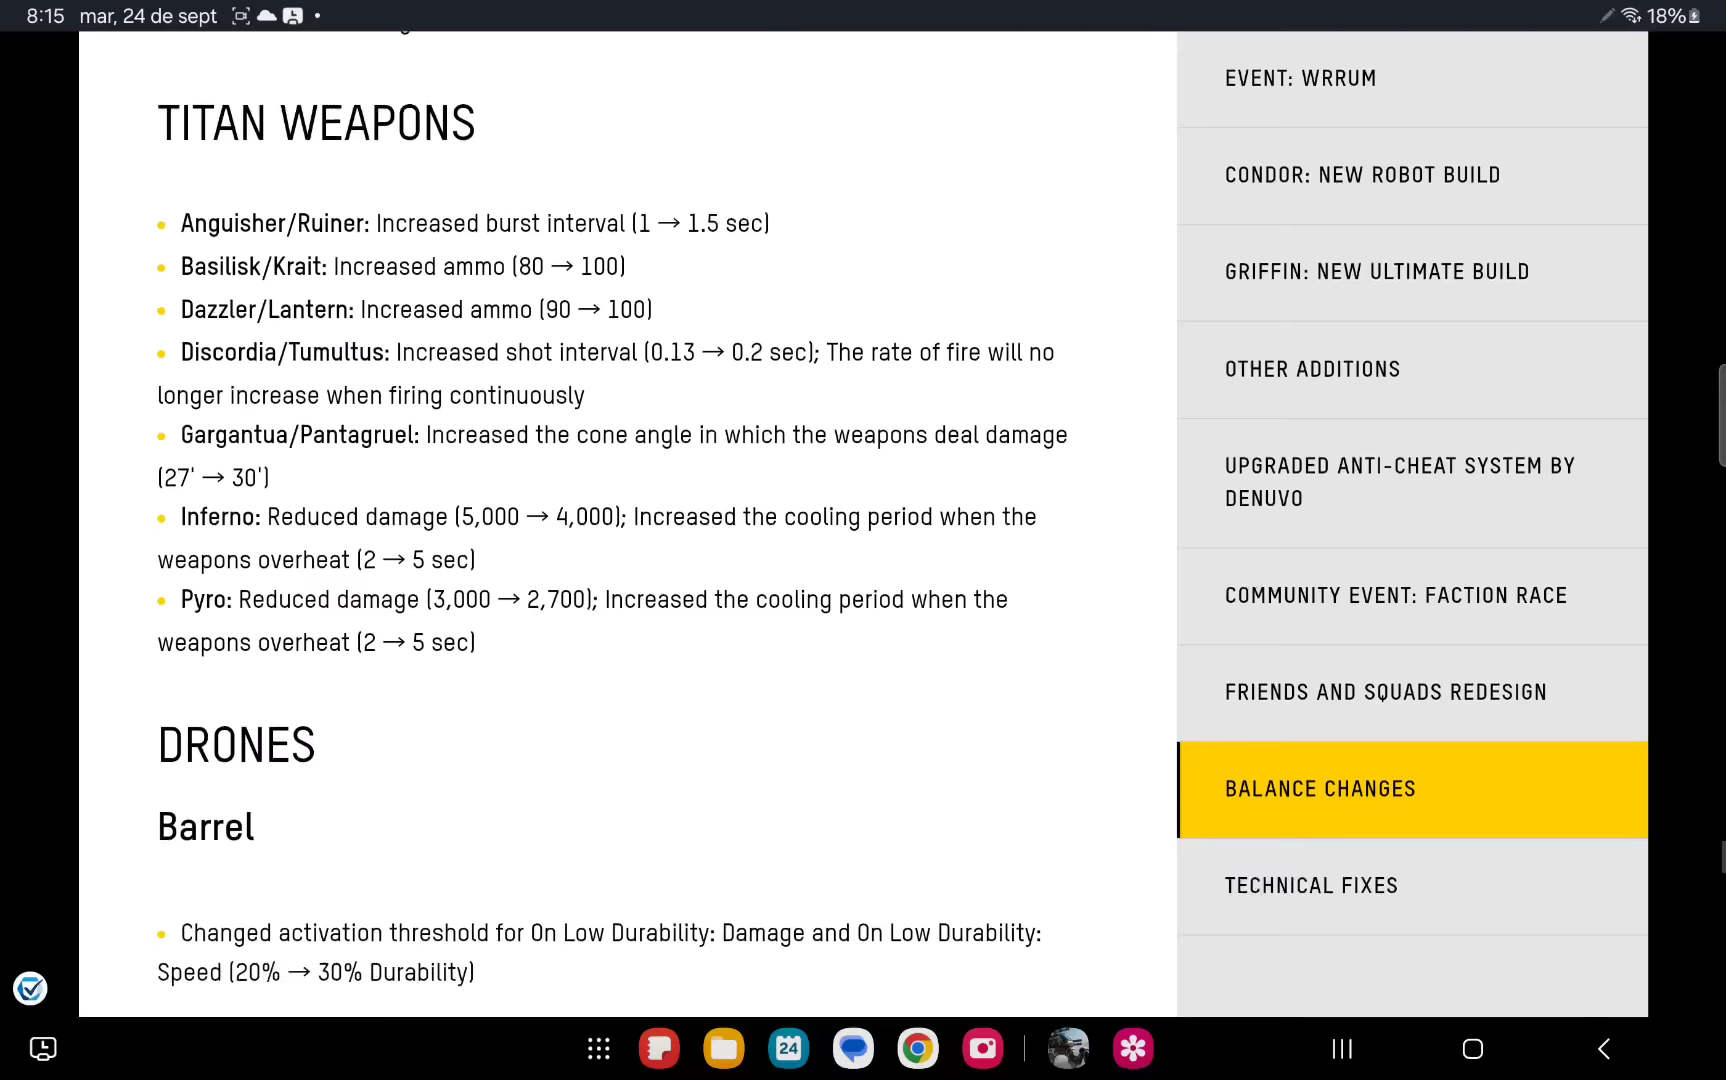 8:15 mar, 24 de sept
18%
TITAN WEAPONS
• Anguisher/Ruiner: Increased burst interval (1 → 1.5 sec)
• Basilisk/Krait: Increased ammo (80 → 100)
• Dazzler/Lantern: Increased ammo (90 → 100)
• Discordia/Tumultus: Increased shot interval (0.13 → 0.2 sec); The rate of fire will no
longer increase when firing continuously
• Gargantua/Pantagruel: Increased the cone angle in which the weapons deal damage
(27' → 30')
• Inferno: Reduced damage (5,000 → 4,000); Increased the cooling period when the
weapons overheat (2 → 5 sec)
• Pyro: Reduced damage (3,000 → 2,700); Increased the cooling period when the
weapons overheat (2 → 5 sec)
DRONES
Barrel
• Changed activation threshold for On Low Durability: Damage and On Low Durability:
Speed (20% → 30% Durability)
EVENT: WRRUM
CONDOR: NEW ROBOT BUILD
GRIFFIN: NEW ULTIMATE BUILD
OTHER ADDITIONS
UPGRADED ANTI-CHEAT SYSTEM BY
DENUVO
COMMUNITY EVENT: FACTION RACE
FRIENDS AND SQUADS REDESIGN
BALANCE CHANGES
TECHNICAL FIXES
24